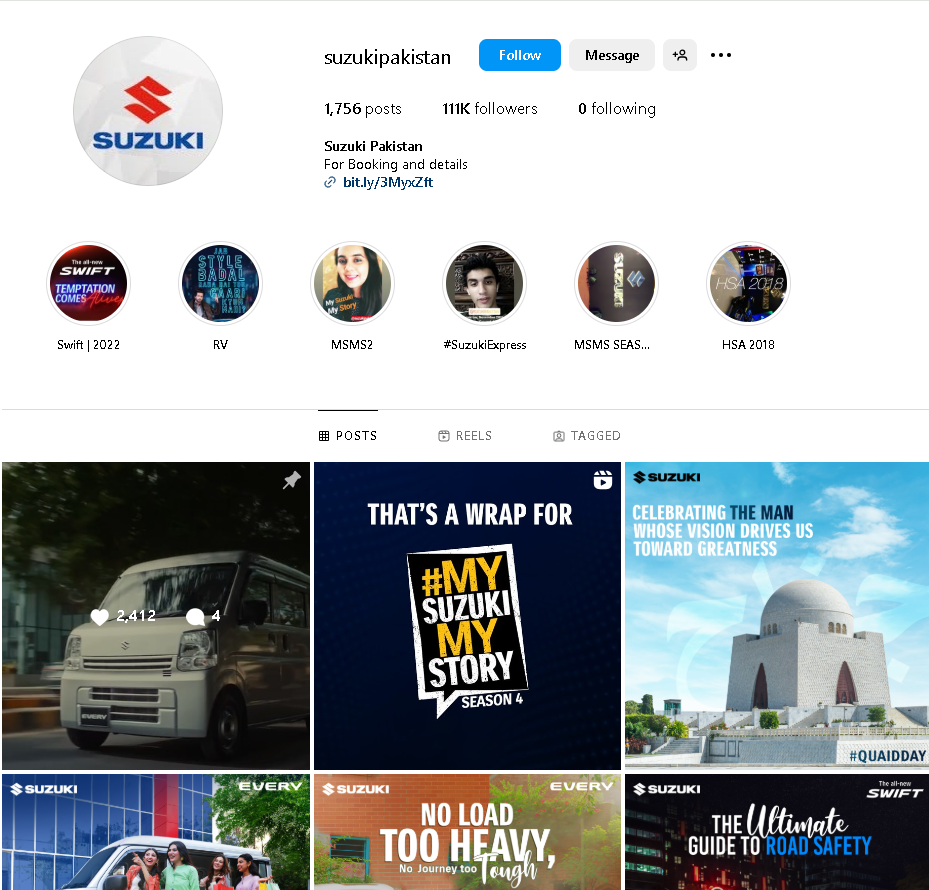 suzukipakistan
Follow
Message
1,756 posts
111K followers
0 following
SUZUKI
Suzuki Pakistan
For Booking and details
bit.ly/3MyxZft
The all-new
SWIFT
TEMPTATION
COMES Alive
JAB
STYLE
BADAL
GAARI
My Suzuki
My Story
SUZUKI
HSA 2018
Swift | 2022
RV
MSMS2
#SuzukiExpress
MSMS SEAS...
HSA 2018
POSTS
REELS
TAGGED
2,412
4
EVERY
THAT'S A WRAP FOR
#MY
SUZUKI
MY
STORY
SEASON 4
SUZUKI
CELEBRATING THE MAN
WHOSE VISION DRIVES US
TOWARD GREATNESS
#QUAIDDAY
SUZUKI
EVERY
SUZUKI
EVERY
NO LOAD
TOO HEAVY,
No Journey too Tough
SUZUKI
The all-new
SWIFT
THE Ultimate
GUIDE TO ROAD SAFETY